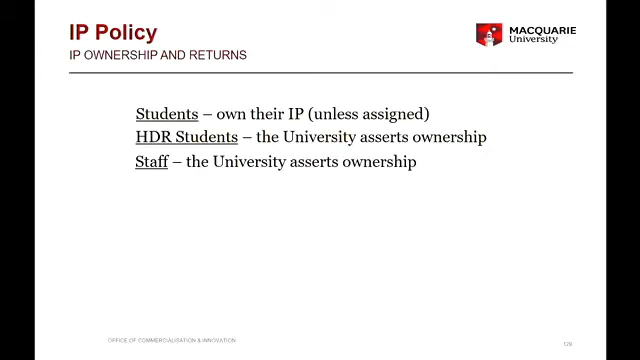 IP Policy
IP OWNERSHIP AND RETURNS
MACQUARIE
University
Students – own their IP (unless assigned)
HDR Students – the University asserts ownership
Staff – the University asserts ownership
OFFICE OF COMMERCIALISATION & INNOVATION
129